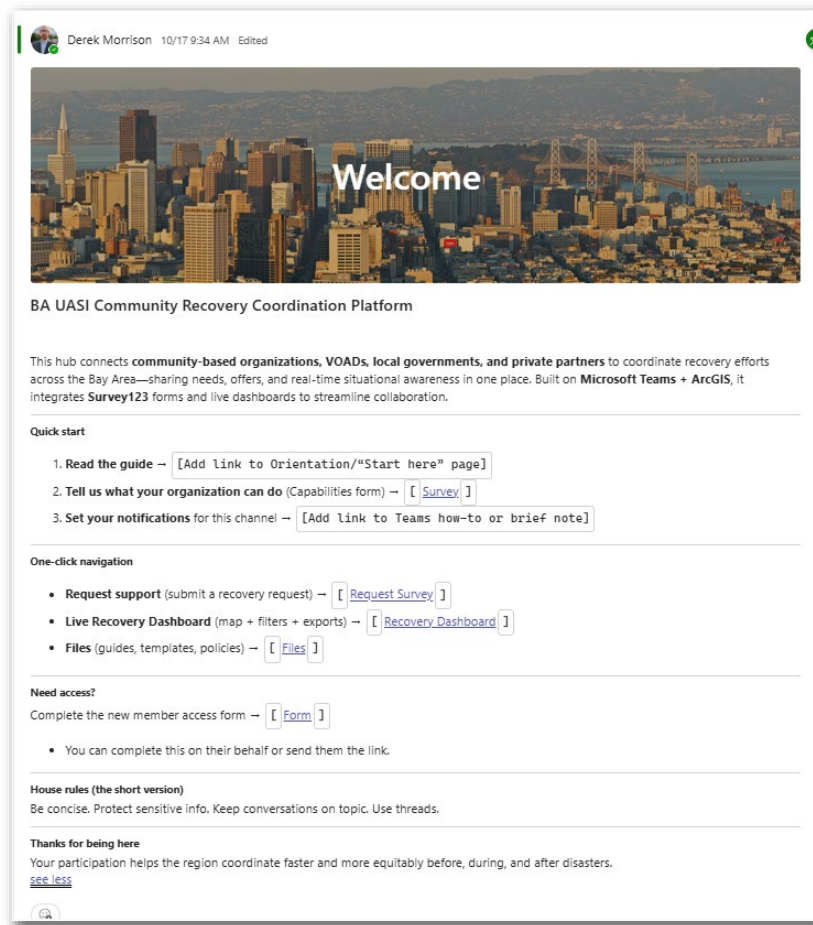 Derek Morrison 10/17 9:34 AM Edited
Welcome
BA UASI Community Recovery Coordination Platform
This hub connects community-based organizations, VOADs, local governments, and private partners to coordinate recovery efforts
across the Bay Area—sharing needs, offers, and real-time situational awareness in one place. Built on Microsoft Teams + ArcGIS, it
integrates Survey123 forms and live dashboards to streamline collaboration.
Quick start
1. Read the guide → [Add link to Orientation/“Start here” page]
2. Tell us what your organization can do (Capabilities form) → [ Survey ]
3. Set your notifications for this channel → [Add link to Teams how-to or brief note]
One-click navigation
• Request support (submit a recovery request) → [ Request Survey ]
• Live Recovery Dashboard (map + filters + exports) → [ Recovery Dashboard ]
• Files (guides, templates, policies) → [ Files ]
Need access?
Complete the new member access form → [ Form ]
• You can complete this on their behalf or send them the link.
House rules (the short version)
Be concise. Protect sensitive info. Keep conversations on topic. Use threads.
Thanks for being here
Your participation helps the region coordinate faster and more equitably before, during, and after disasters.
see less